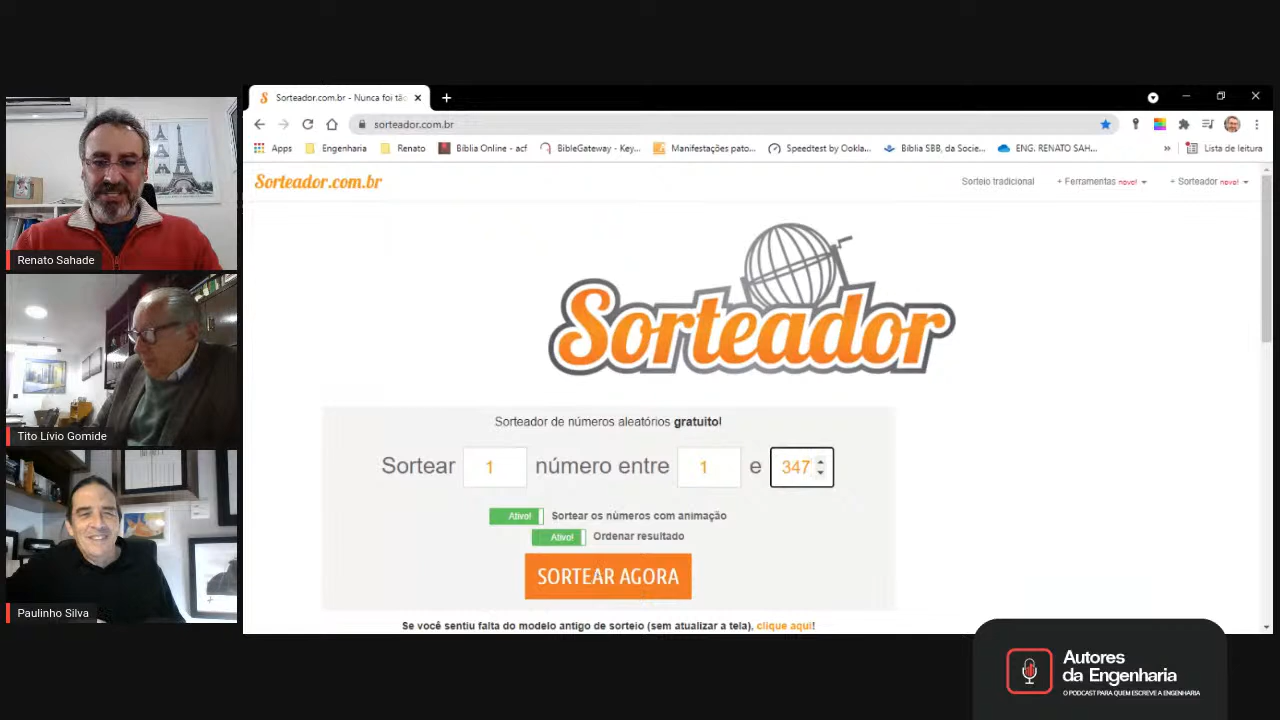 Renato Sahade
Tito Lívio Gomide
Paulinho Silva
Sorteador.com.br - Nunca foi tão
sorteador.com.br
Apps
Engenharia
Renato
Bíblia Online - acf
BibleGateway - Key...
Manifestações pato...
Speedtest by Ookla...
Bíblia SBB, da Socie...
ENG. RENATO SAH...
»
Lista de leitura
Sorteador.com.br
Sorteio tradicional
+ Ferramentas novo!
+ Sorteador novo!
Sorteador
Sorteador de números aleatórios gratuito!
Sortear 1 número entre 1 e 347
Ativo! Sortear os números com animação
Ativo! Ordenar resultado
SORTEAR AGORA
Se você sentiu falta do modelo antigo de sorteio (sem atualizar a tela), clique aqui!
Autores
da Engenharia
O PODCAST PARA QUEM ESCREVE A ENGENHARIA